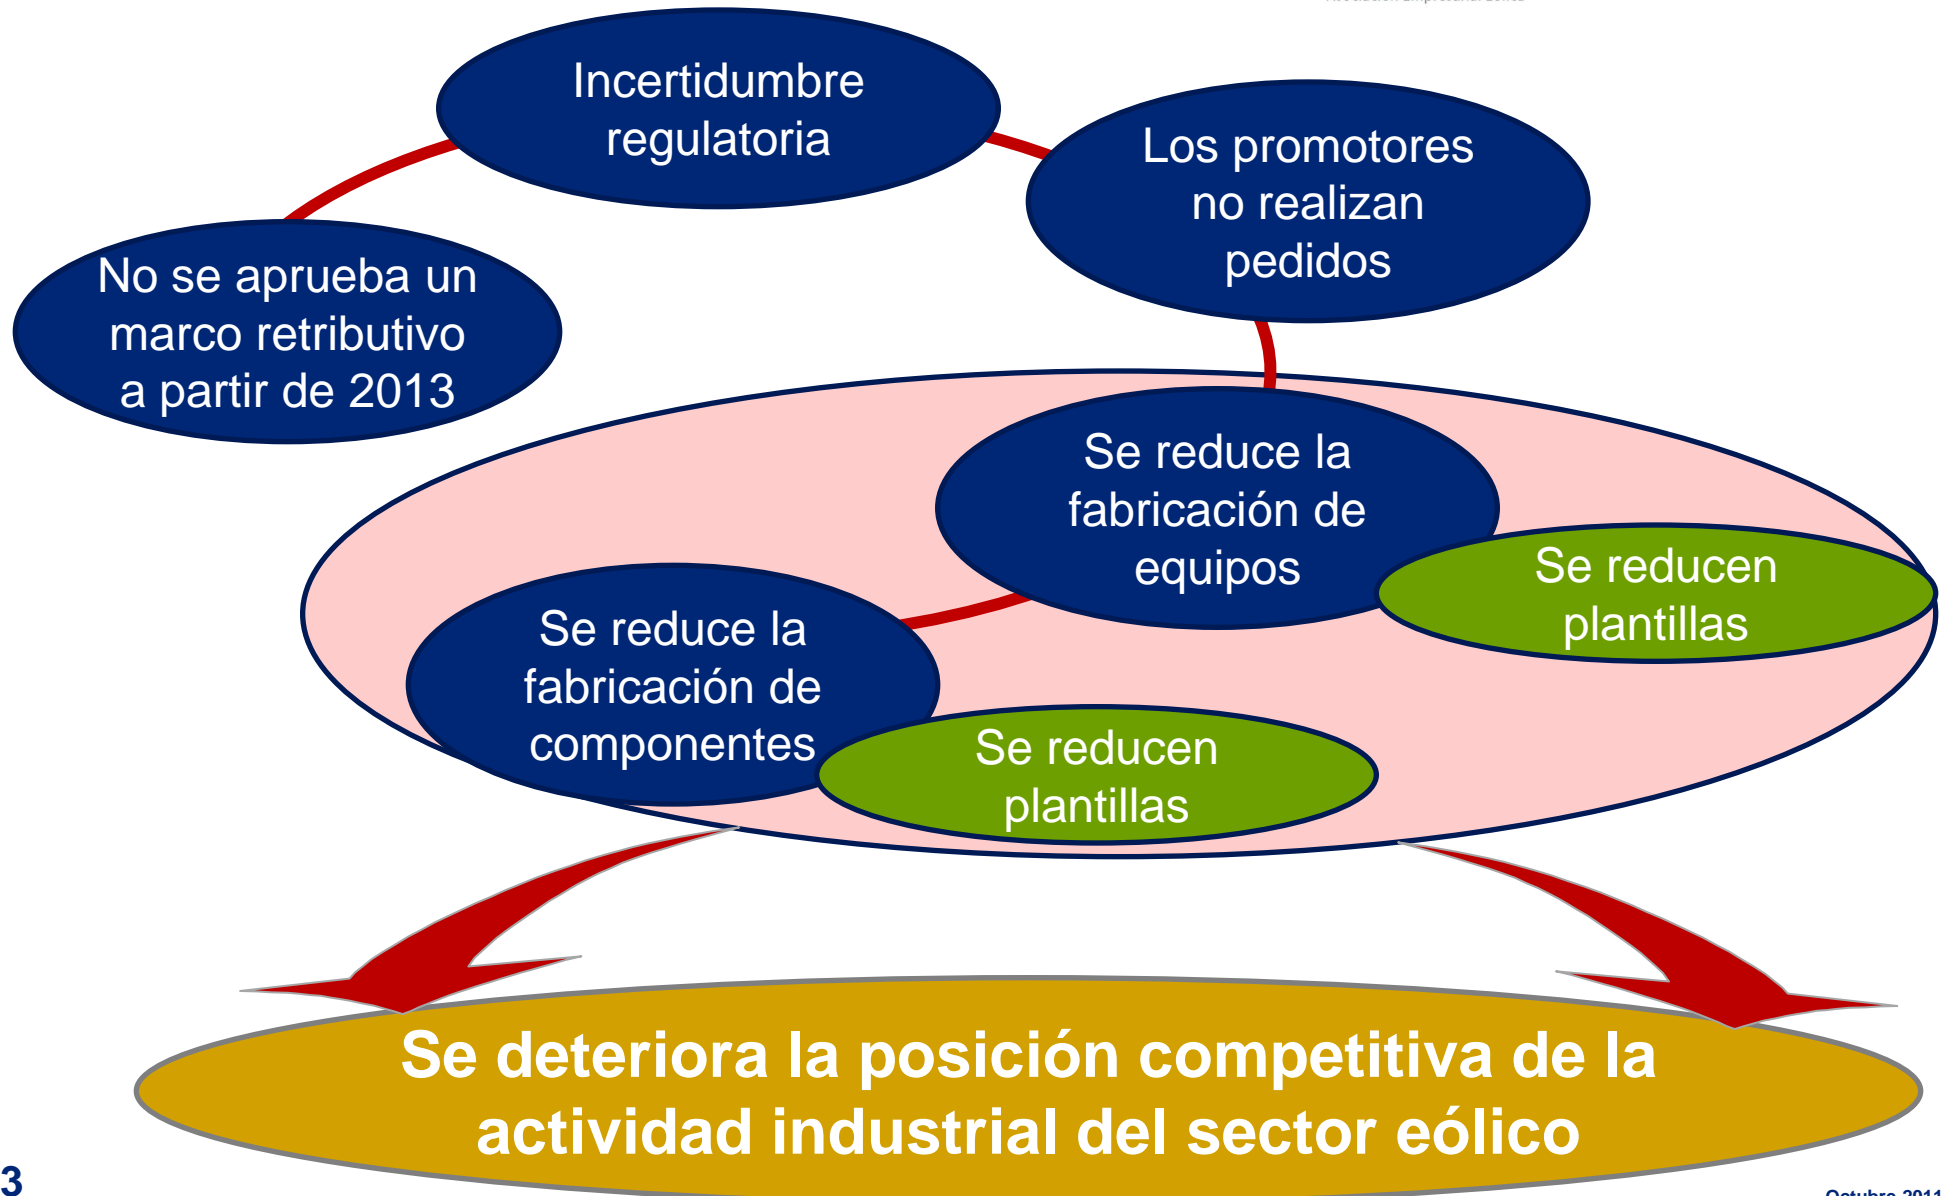 Incertidumbre
regulatoria
Los promotores
no realizan
pedidos
No se aprueba un
marco retributivo
a partir de 2013
Se reduce la
fabricación de
equipos
Se reducen
plantillas
Se reduce la
fabricación de
componentes
Se reducen
plantillas
Se deteriora la posición competitiva de la
actividad industrial del sector eólico
3
Octubre 2011